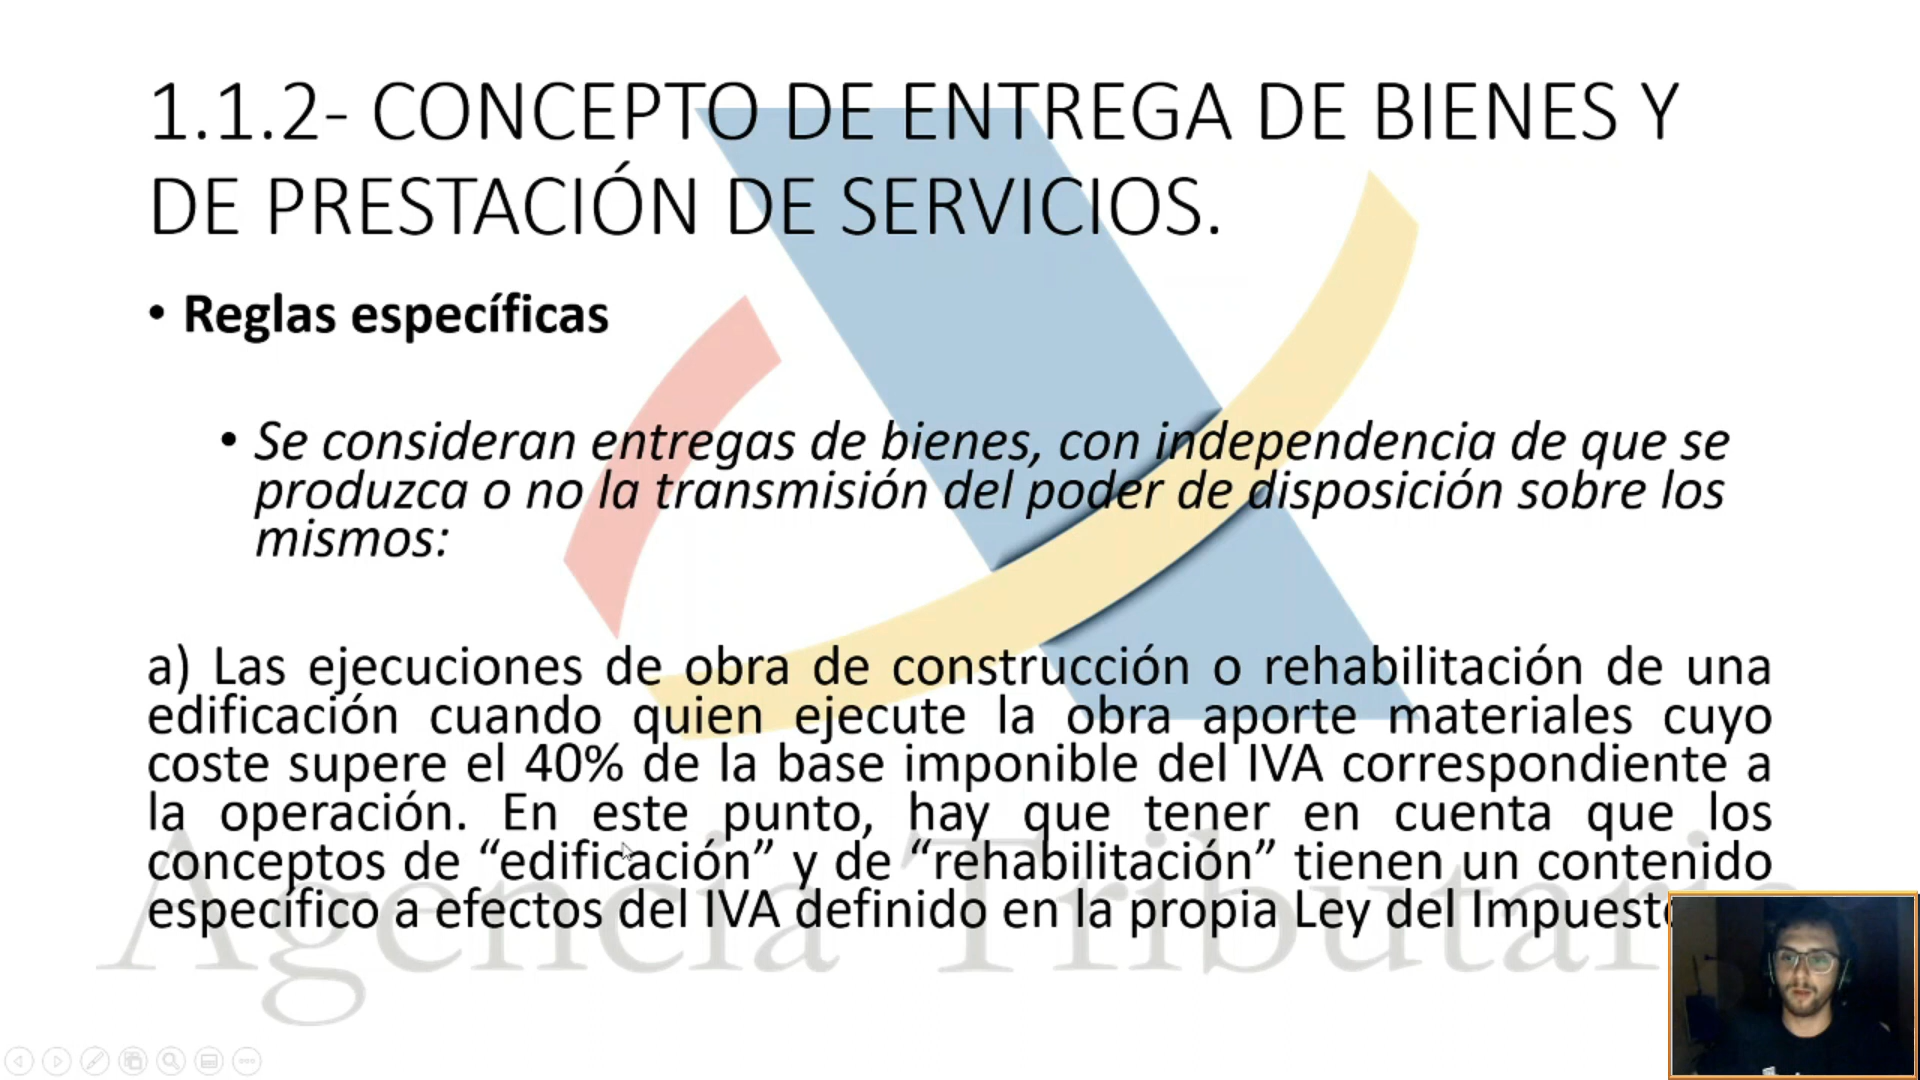 1.1.2- CONCEPTO DE ENTREGA DE BIENES Y
DE PRESTACIÓN DE SERVICIOS.
• Reglas específicas
• Se consideran entregas de bienes, con independencia de que se
produzca o no la transmisión del poder de disposición sobre los
mismos:
a) Las ejecuciones de obra de construcción o rehabilitación de una
edificación cuando quien ejecute la obra aporte materiales cuyo
coste supere el 40% de la base imponible del IVA correspondiente a
la operación. En este punto, hay que tener en cuenta que los
conceptos de “edificación” y de “rehabilitación” tienen un contenido
específico a efectos del IVA definido en la propia Ley del Impuesto
Agencia Tributaria